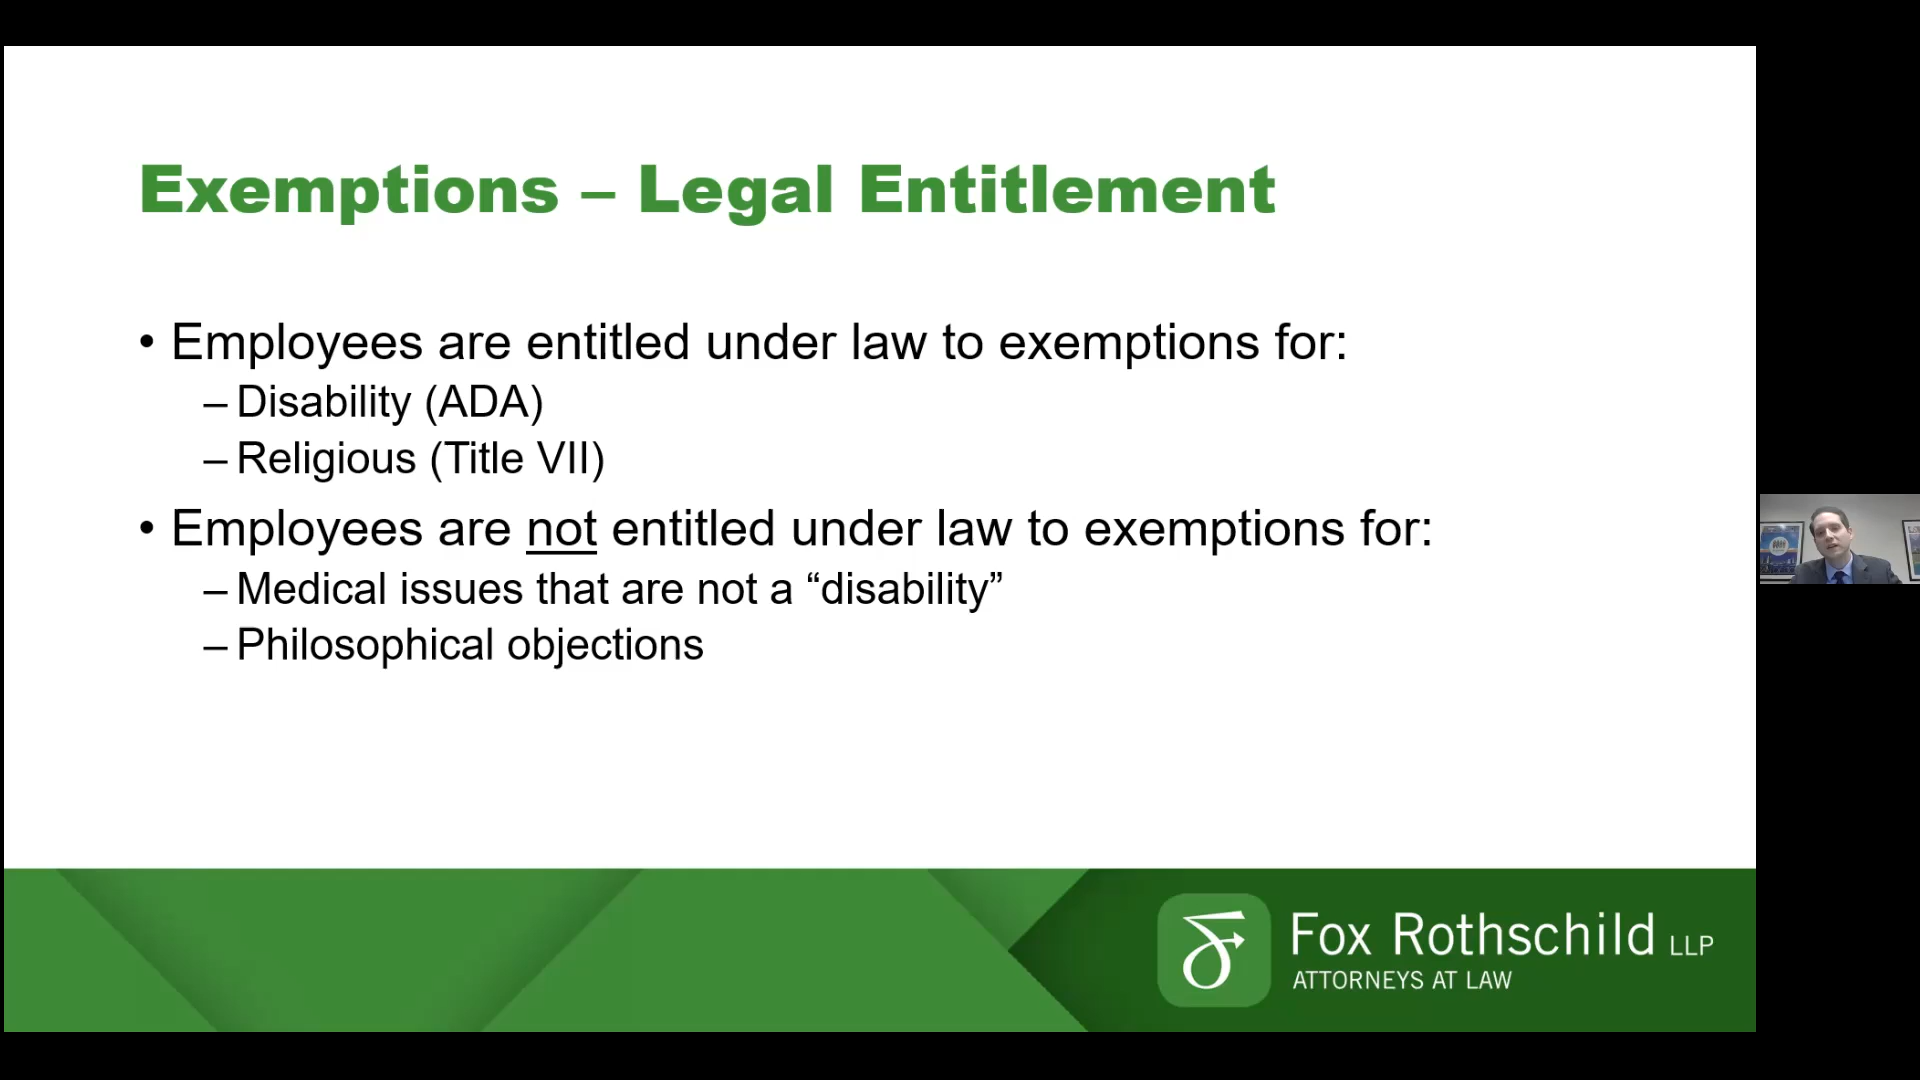 Exemptions – Legal Entitlement
• Employees are entitled under law to exemptions for:
– Disability (ADA)
– Religious (Title VII)
• Employees are not entitled under law to exemptions for:
– Medical issues that are not a “disability”
– Philosophical objections
Fox Rothschild LLP
ATTORNEYS AT LAW